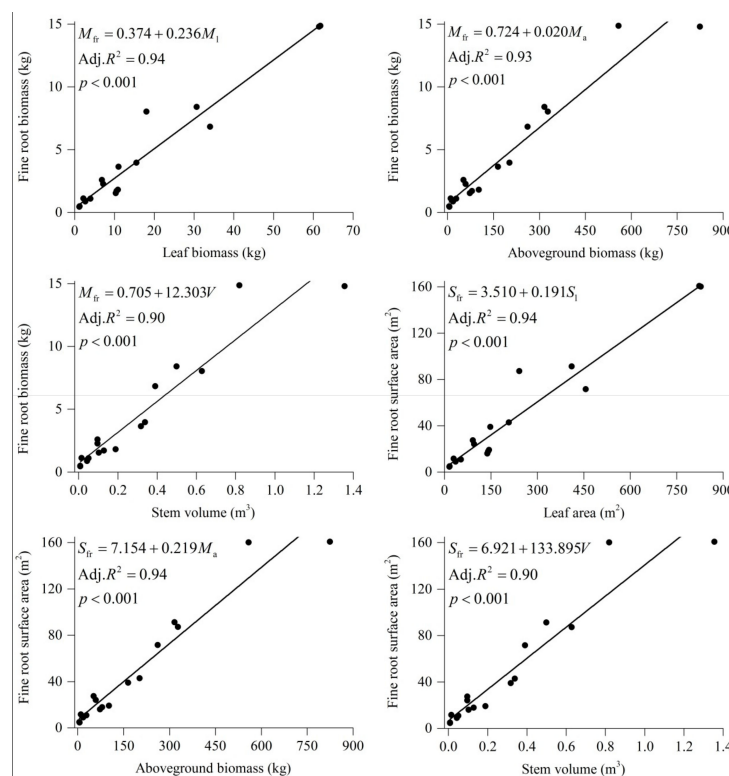 M_fr = 0.374 + 0.236M_l
Adj.R² = 0.94
p < 0.001
Fine root biomass (kg)
15
10
5
0
0 10 20 30 40 50 60 70
Leaf biomass (kg)
M_fr = 0.724 + 0.020M_a
Adj.R² = 0.93
p < 0.001
Fine root biomass (kg)
15
10
5
0
0 150 300 450 600 750 900
Aboveground biomass (kg)
M_fr = 0.705 + 12.303V
Adj.R² = 0.90
p < 0.001
Fine root biomass (kg)
15
10
5
0
0.0 0.2 0.4 0.6 0.8 1.0 1.2 1.4
Stem volume (m³)
S_fr = 3.510 + 0.191S_l
Adj.R² = 0.94
p < 0.001
Fine root surface area (m²)
160
120
80
40
0
0 150 300 450 600 750 900
Leaf area (m²)
S_fr = 7.154 + 0.219M_a
Adj.R² = 0.94
p < 0.001
Fine root surface area (m²)
160
120
80
40
0
0 150 300 450 600 750 900
Aboveground biomass (kg)
S_fr = 6.921 + 133.895V
Adj.R² = 0.90
p < 0.001
Fine root surface area (m²)
160
120
80
40
0
0.0 0.2 0.4 0.6 0.8 1.0 1.2 1.4
Stem volume (m³)